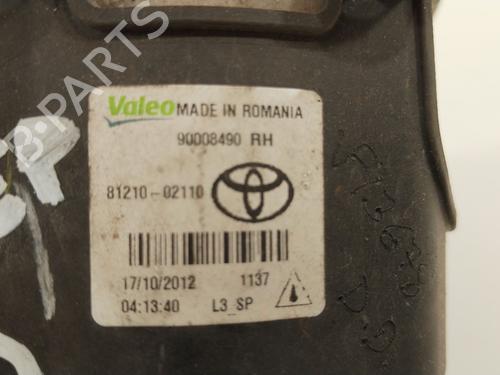 B-PARTS
Valeo MADE IN ROMANIA
90008490 RH
81210-02110
17/10/2012 1137
04:13:40 L3_SP